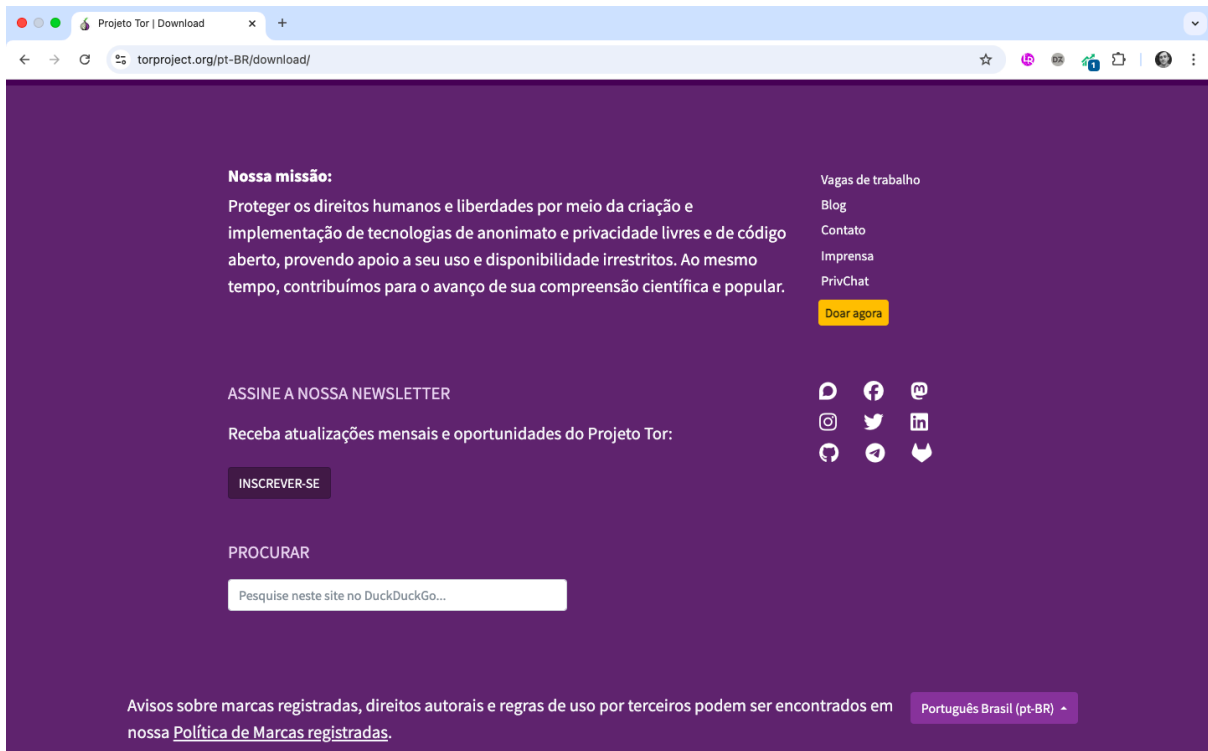 Projeto Tor | Download
torproject.org/pt-BR/download/
1
Nossa missão:
Proteger os direitos humanos e liberdades por meio da criação e
implementação de tecnologias de anonimato e privacidade livres e de código
aberto, provendo apoio a seu uso e disponibilidade irrestritos. Ao mesmo
tempo, contribuímos para o avanço de sua compreensão científica e popular.
Vagas de trabalho
Blog
Contato
Imprensa
PrivChat
Doar agora
ASSINE A NOSSA NEWSLETTER
Receba atualizações mensais e oportunidades do Projeto Tor:
INSCREVER-SE
PROCURAR
Pesquise neste site no DuckDuckGo...
Avisos sobre marcas registradas, direitos autorais e regras de uso por terceiros podem ser encontrados em
nossa Política de Marcas registradas.
Português Brasil (pt-BR)